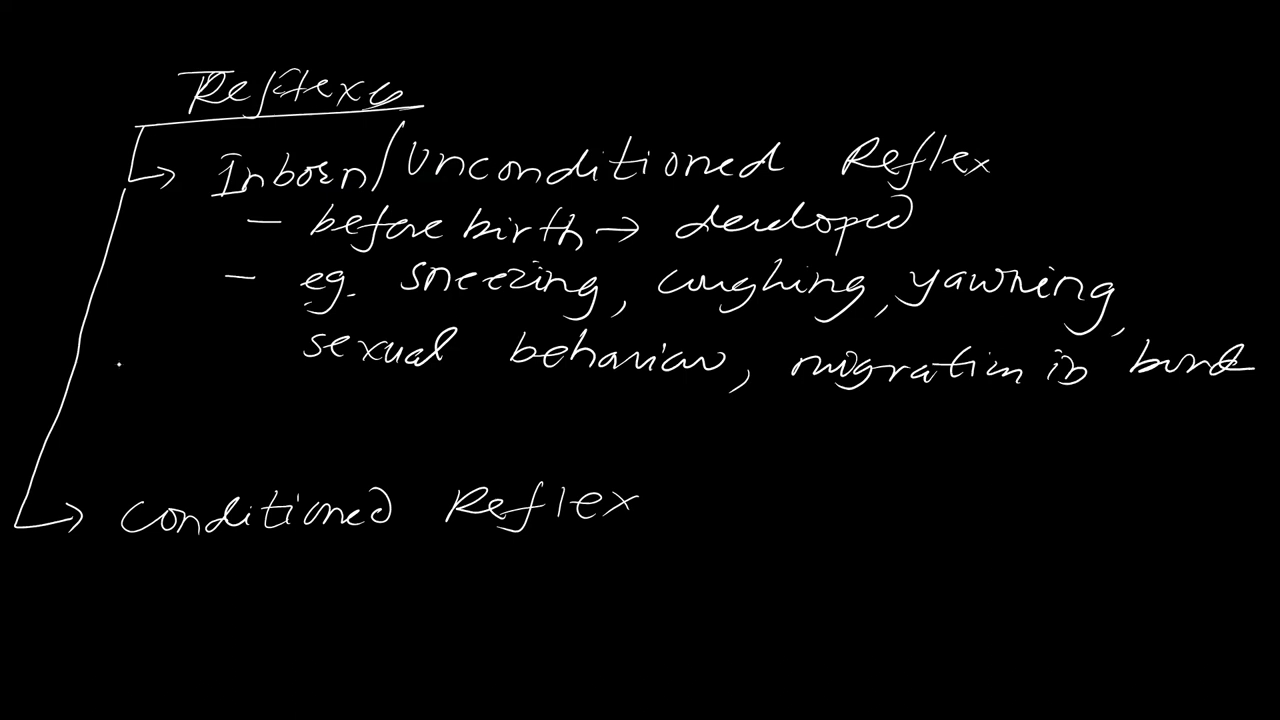 Reflexes
Inborn/Unconditioned Reflex
- before birth → developed
- eg. sneezing, coughing, yawning,
sexual behaviour, migration in birds
Conditioned Reflex